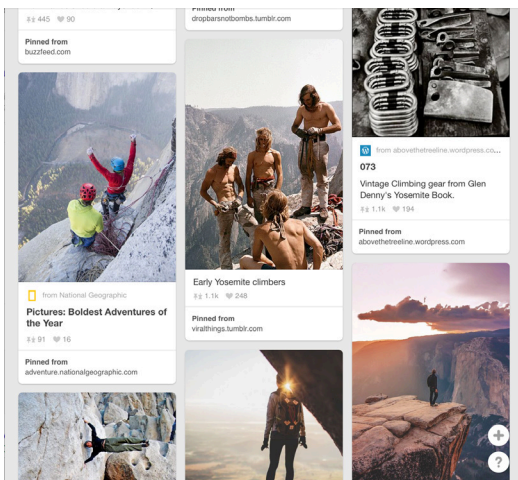 445 90
Pinned from
buzzfeed.com
from National Geographic
Pictures: Boldest Adventures of
the Year
91 16
Pinned from
adventure.nationalgeographic.com
Pinned from
dropbarsnotbombs.tumblr.com
Early Yosemite climbers
1.1k 248
Pinned from
viralthings.tumblr.com
from abovethetreeline.wordpress.co...
073
Vintage Climbing gear from Glen
Denny's Yosemite Book.
1.1k 194
Pinned from
abovethetreeline.wordpress.com
+
?